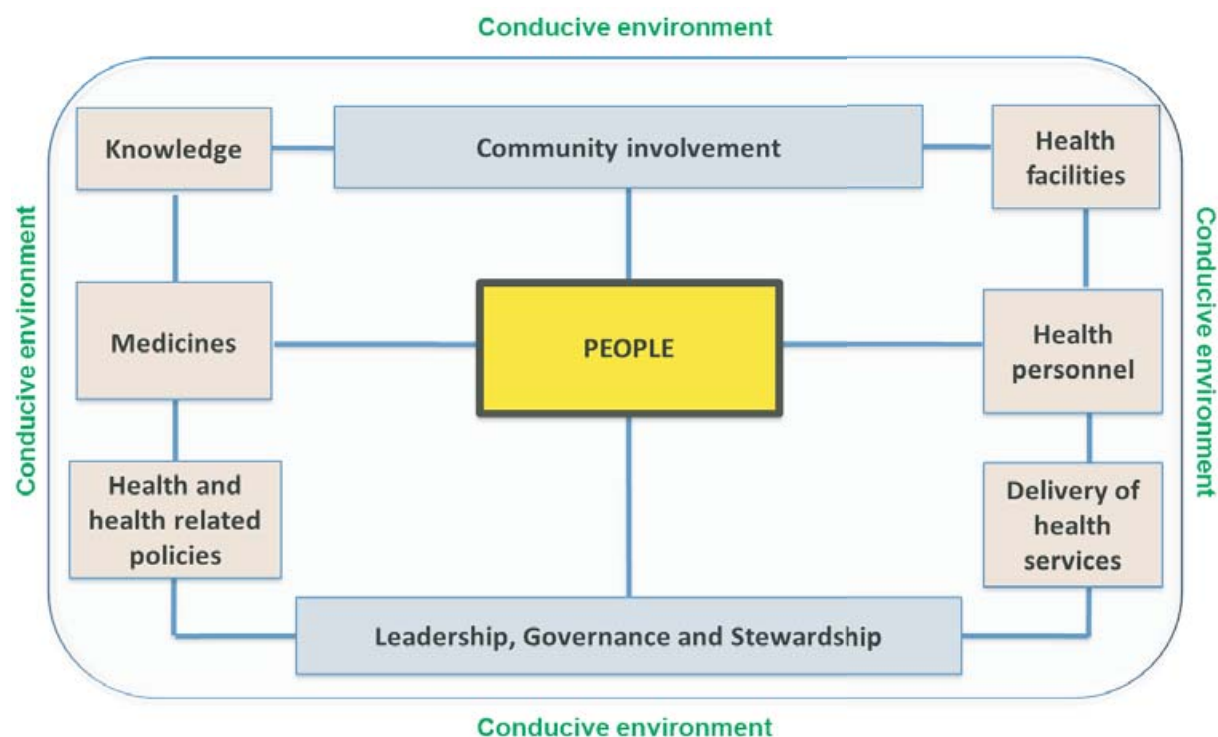 Conducive environment
Knowledge
Community involvement
Health
facilities
Conducive environment
Conducive environment
Medicines
PEOPLE
Health
personnel
Health and
health related
policies
Delivery of
health
services
Leadership, Governance and Stewardship
Conducive environment